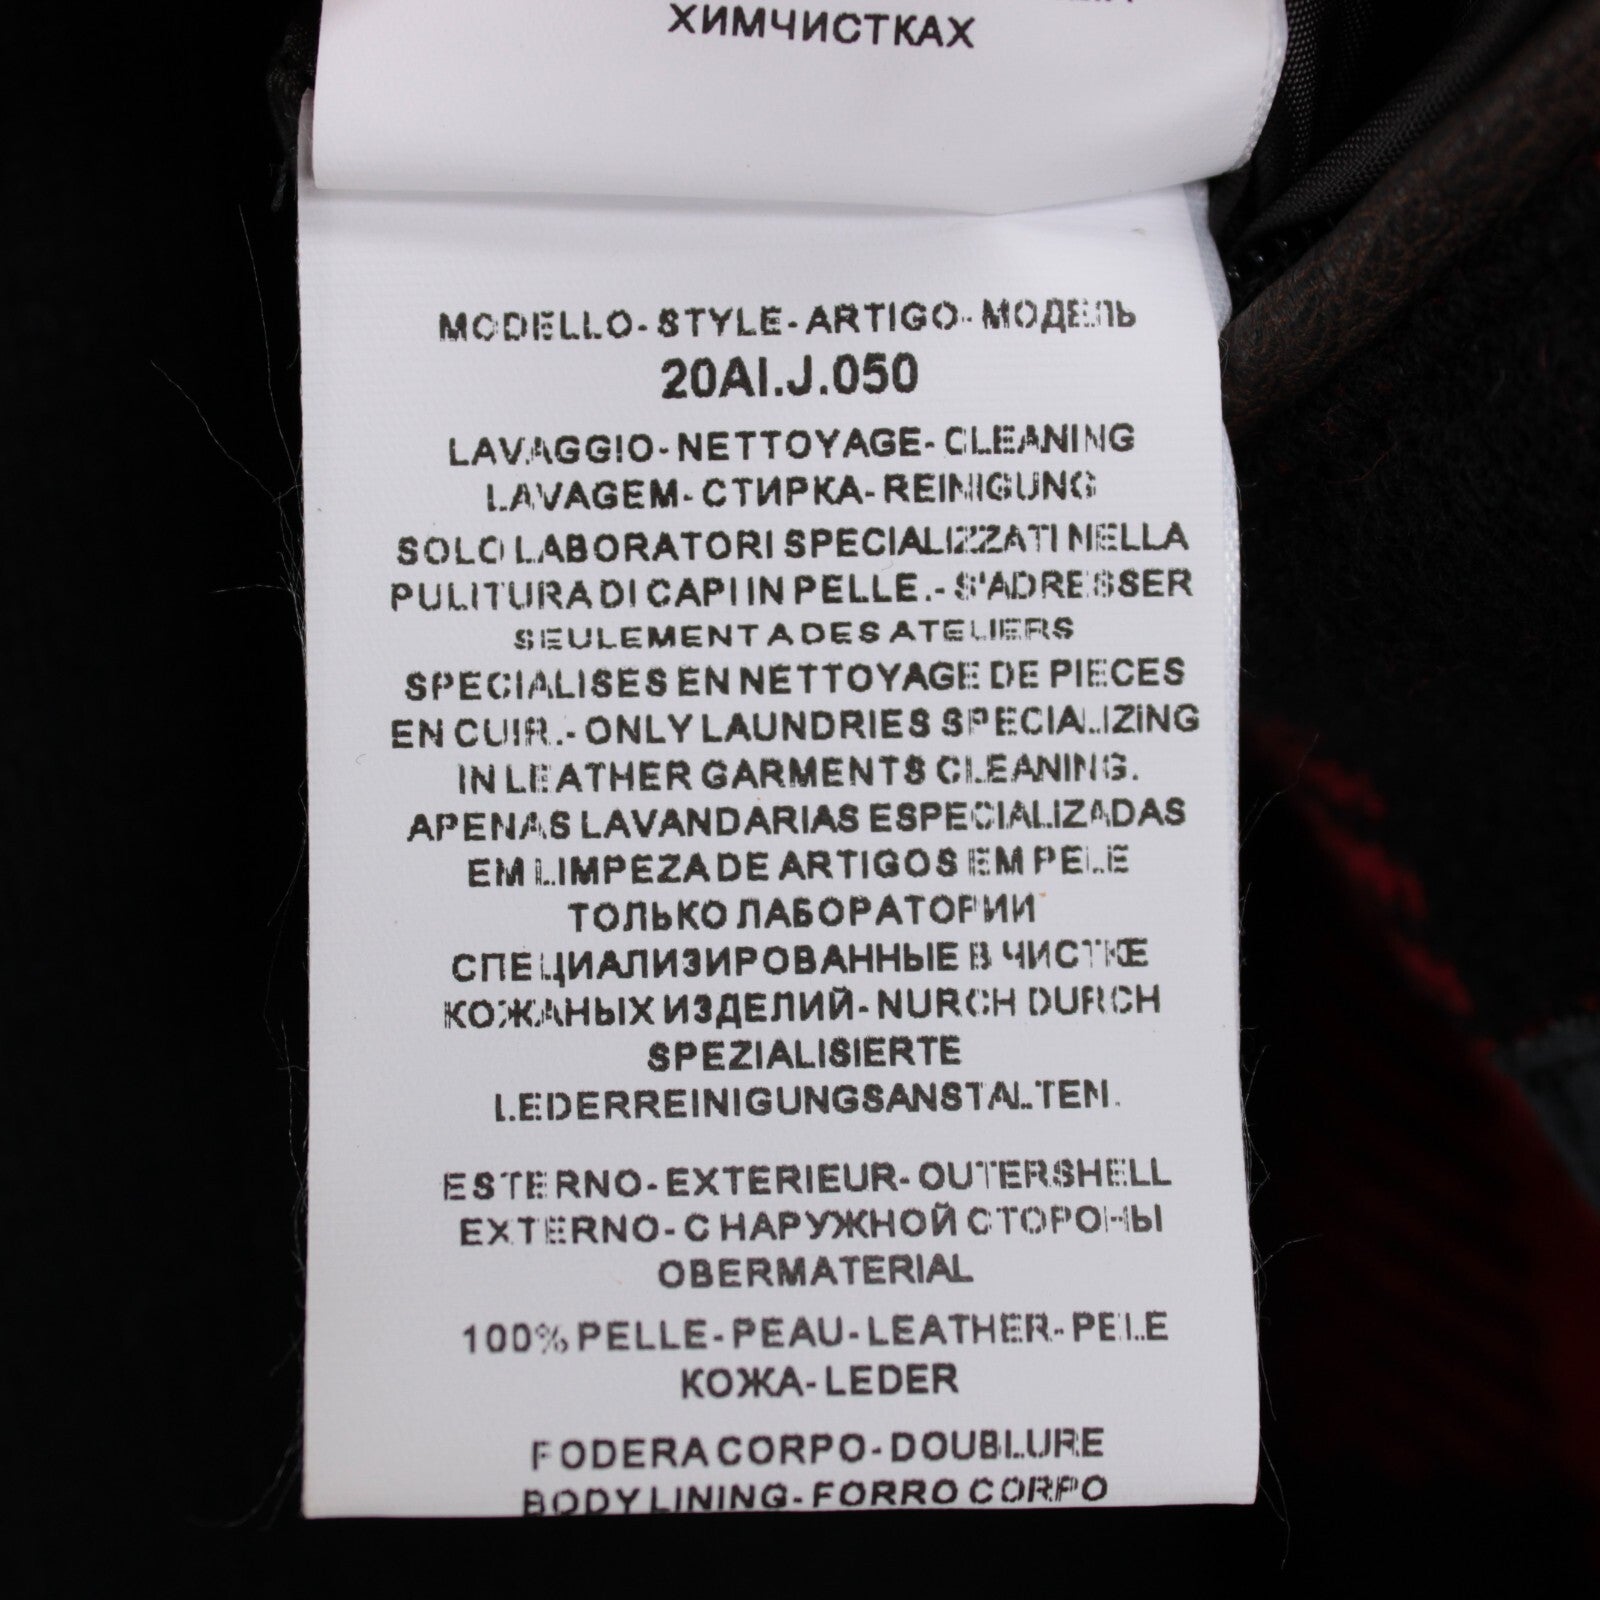 ХИМЧИСТКАХ
MODELLO-STYLE-ARTIGO-МОДЕЛЬ
20AI.J.050
LAVAGGIO-NETTOYAGE-CLEANING
LAVAGEM-СТИРКА-REINIGUNG
SOLO LABORATORI SPECIALIZZATI NELLA
PULITURA DI CAPI IN PELLE.-S'ADRESSER
SEULEMENT A DES ATELIERS
SPECIALISES EN NETTOYAGE DE PIECES
EN CUIR.-ONLY LAUNDRIES SPECIALIZING
IN LEATHER GARMENTS CLEANING.
APENAS LAVANDARIAS ESPECIALIZADAS
EM LIMPEZA DE ARTIGOS EM PELE
ТОЛЬКО ЛАБОРАТОРИИ
СПЕЦИАЛИЗИРОВАННЫЕ В ЧИСТКЕ
КОЖАНЫХ ИЗДЕЛИЙ-NURCH DURCH
SPEZIALISIERTE
LEDERREINIGUNGSANSTALTEN.
ESTERNO-EXTERIEUR-OUTERSHELL
EXTERNO-С НАРУЖНОЙ СТОРОНЫ
OBERMATERIAL
100% PELLE-PEAU-LEATHER-PELE
КОЖА-LEDER
FODERA CORPO-DOUBLURE
BODY LINING-FORRO CORPO